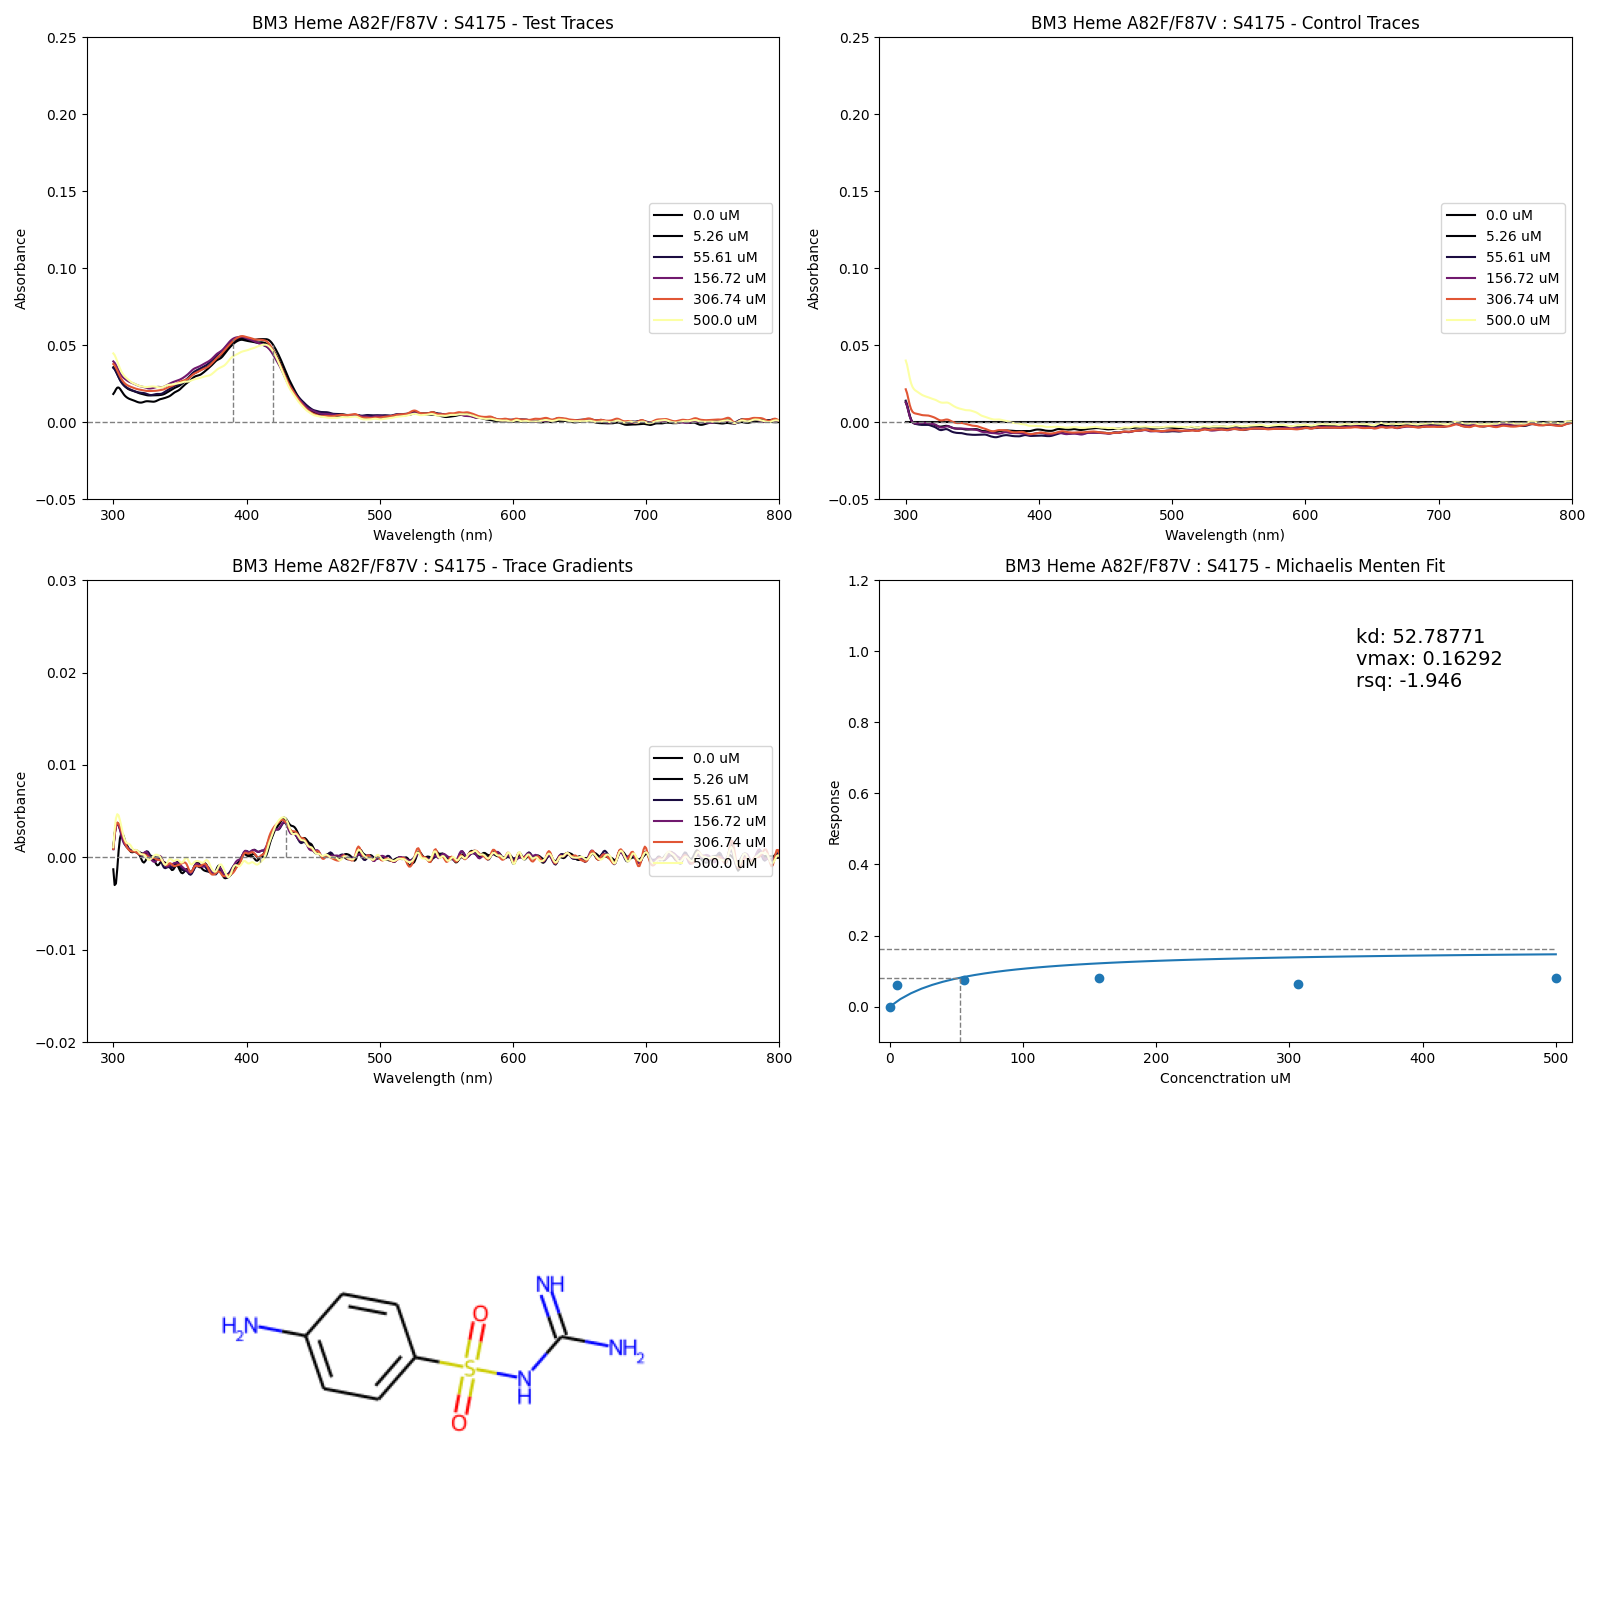 BM3 Heme A82F/F87V : S4175 - Test Traces
0.25
0.20
0.15
0.10
0.05
0.00
−0.05
Absorbance
300 400 500 600 700 800
Wavelength (nm)
0.0 uM
5.26 uM
55.61 uM
156.72 uM
306.74 uM
500.0 uM
BM3 Heme A82F/F87V : S4175 - Control Traces
0.25
0.20
0.15
0.10
0.05
0.00
−0.05
Absorbance
300 400 500 600 700 800
Wavelength (nm)
0.0 uM
5.26 uM
55.61 uM
156.72 uM
306.74 uM
500.0 uM
BM3 Heme A82F/F87V : S4175 - Trace Gradients
0.03
0.02
0.01
0.00
−0.01
−0.02
Absorbance
300 400 500 600 700 800
Wavelength (nm)
0.0 uM
5.26 uM
55.61 uM
156.72 uM
306.74 uM
500.0 uM
BM3 Heme A82F/F87V : S4175 - Michaelis Menten Fit
1.2
1.0
0.8
0.6
0.4
0.2
0.0
Response
0 100 200 300 400 500
Concenctration uM
kd: 52.78771
vmax: 0.16292
rsq: -1.946
NH
O
H2N
S
NH2
NH
O